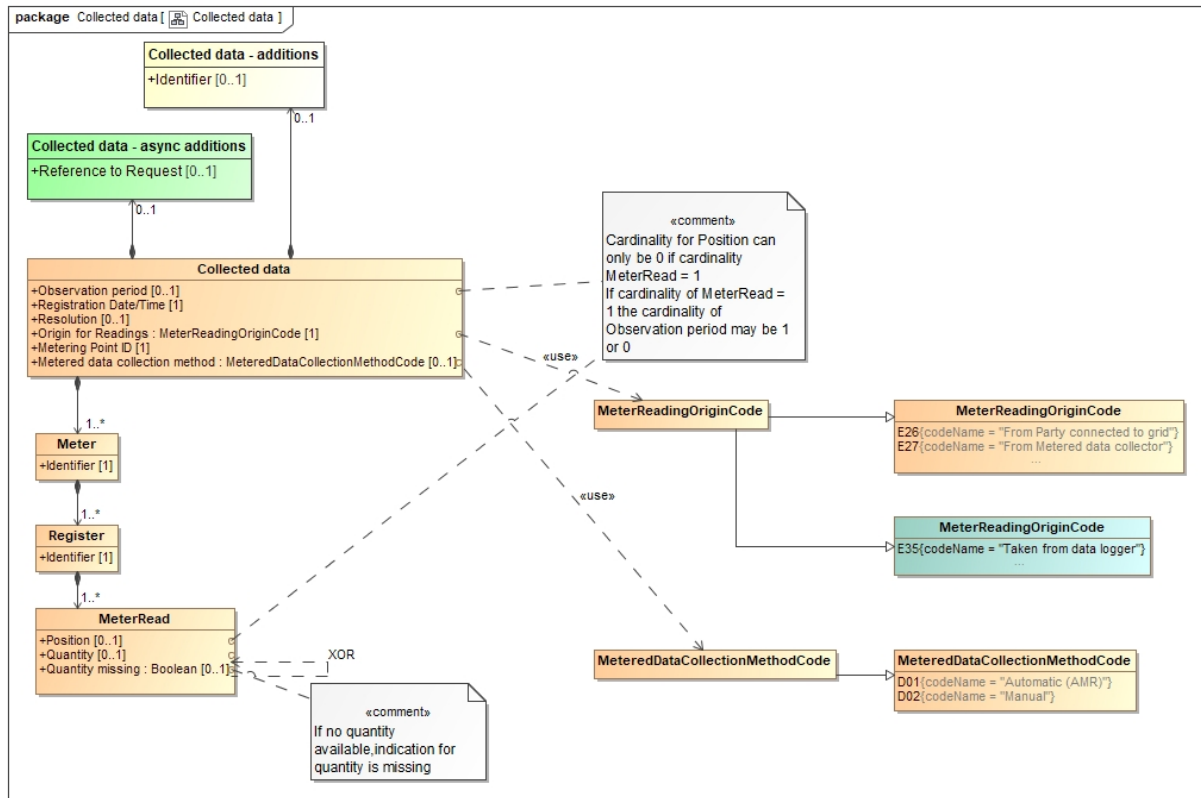 package Collected data [ Collected data ]
Collected data - additions
+Identifier [0..1]
0..1
Collected data - async additions
+Reference to Request [0..1]
0..1
Collected data
+Observation period [0..1]
+Registration Date/Time [1]
+Resolution [0..1]
+Origin for Readings : MeterReadingOriginCode [1]
+Metering Point ID [1]
+Metered data collection method : MeteredDataCollectionMethodCode [0..1]
«comment»
Cardinality for Position can
only be 0 if cardinality
MeterRead = 1
If cardinality of MeterRead =
1 the cardinality of
Observation period may be 1
or 0
«use»
1..*
Meter
+Identifier [1]
1..*
Register
+Identifier [1]
1..*
MeterRead
+Position [0..1]
+Quantity [0..1]
+Quantity missing : Boolean [0..1]
XOR
«comment»
If no quantity
available,indication for
quantity is missing
«use»
MeterReadingOriginCode
MeterReadingOriginCode
E26{codeName = "From Party connected to grid"}
E27{codeName = "From Metered data collector"}
...
MeterReadingOriginCode
E35{codeName = "Taken from data logger"}
...
MeteredDataCollectionMethodCode
MeteredDataCollectionMethodCode
D01{codeName = "Automatic (AMR)"}
D02{codeName = "Manual"}